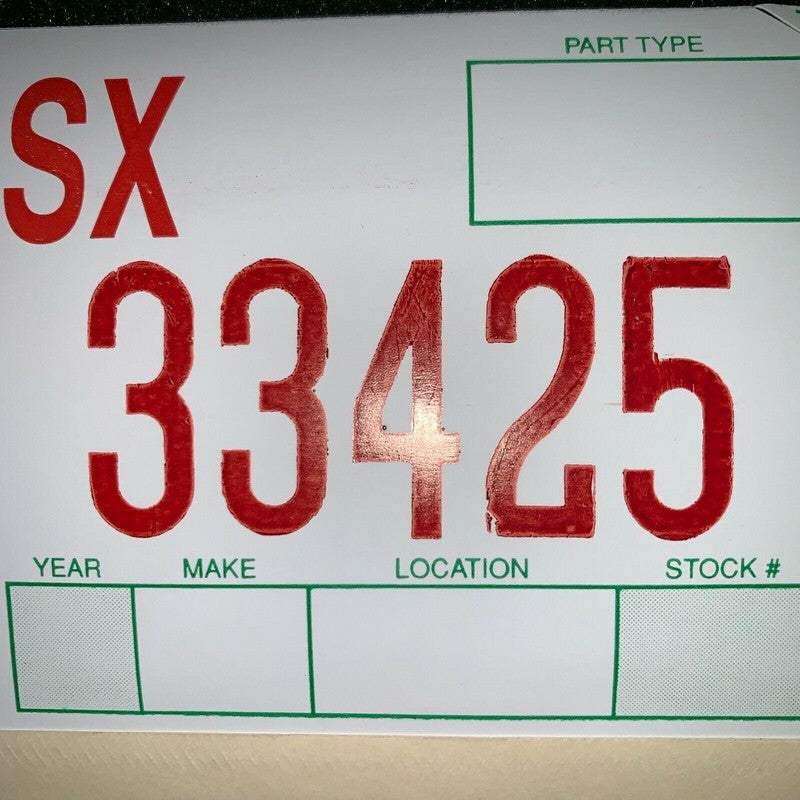 PART TYPE
SX
33425
YEAR MAKE LOCATION STOCK #